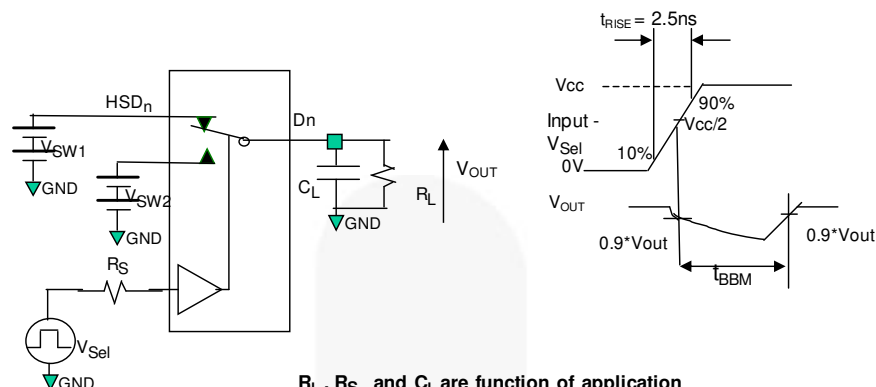 tRISE = 2.5ns
HSDn
Dn
VSW1
GND
VSW2
GND
CL
RL
VOUT
GND
RS
VSel
GND
Vcc
90%
Input -
Vcc/2
VSel
10%
0V
VOUT
0.9*Vout
0.9*Vout
tBBM
RL, RS, and CL are function of application